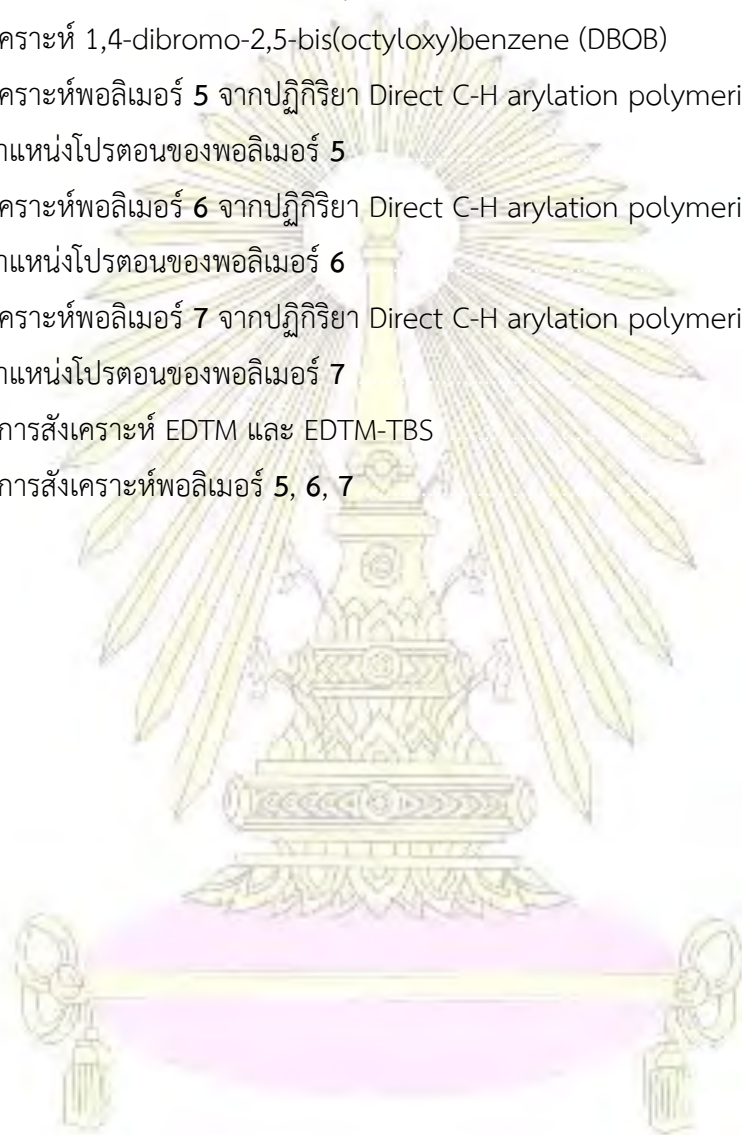 คราะห์ 1,4-dibromo-2,5-bis(octyloxy)benzene (DBOB)
คราะห์พอลิเมอร์ 5 จากปฏิกิริยา Direct C-H arylation polymeri
าแหน่งโปรตอนของพอลิเมอร์ 5
คราะห์พอลิเมอร์ 6 จากปฏิกิริยา Direct C-H arylation polymeri
าแหน่งโปรตอนของพอลิเมอร์ 6
คราะห์พอลิเมอร์ 7 จากปฏิกิริยา Direct C-H arylation polymeri
าแหน่งโปรตอนของพอลิเมอร์ 7
การสังเคราะห์ EDTM และ EDTM-TBS
การสังเคราะห์พอลิเมอร์ 5, 6, 7